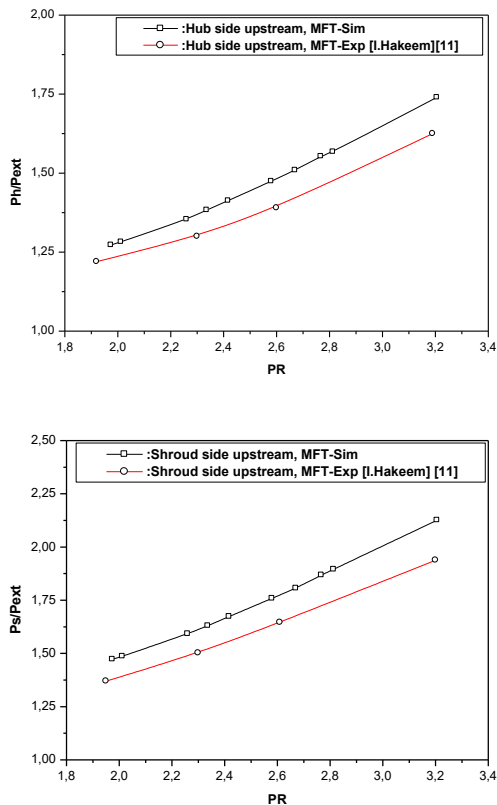 :Hub side upstream, MFT-Sim
:Hub side upstream, MFT-Exp [I.Hakeem][11]
2,00
1,75
1,50
1,25
1,00
Ph/Pext
1,8 2,0 2,2 2,4 2,6 2,8 3,0 3,2 3,4
PR
:Shroud side upstream, MFT-Sim
:Shroud side upstream, MFT-Exp [I.Hakeem] [11]
2,50
2,25
2,00
1,75
1,50
1,25
1,00
Ps/Pext
1,8 2,0 2,2 2,4 2,6 2,8 3,0 3,2 3,4
PR